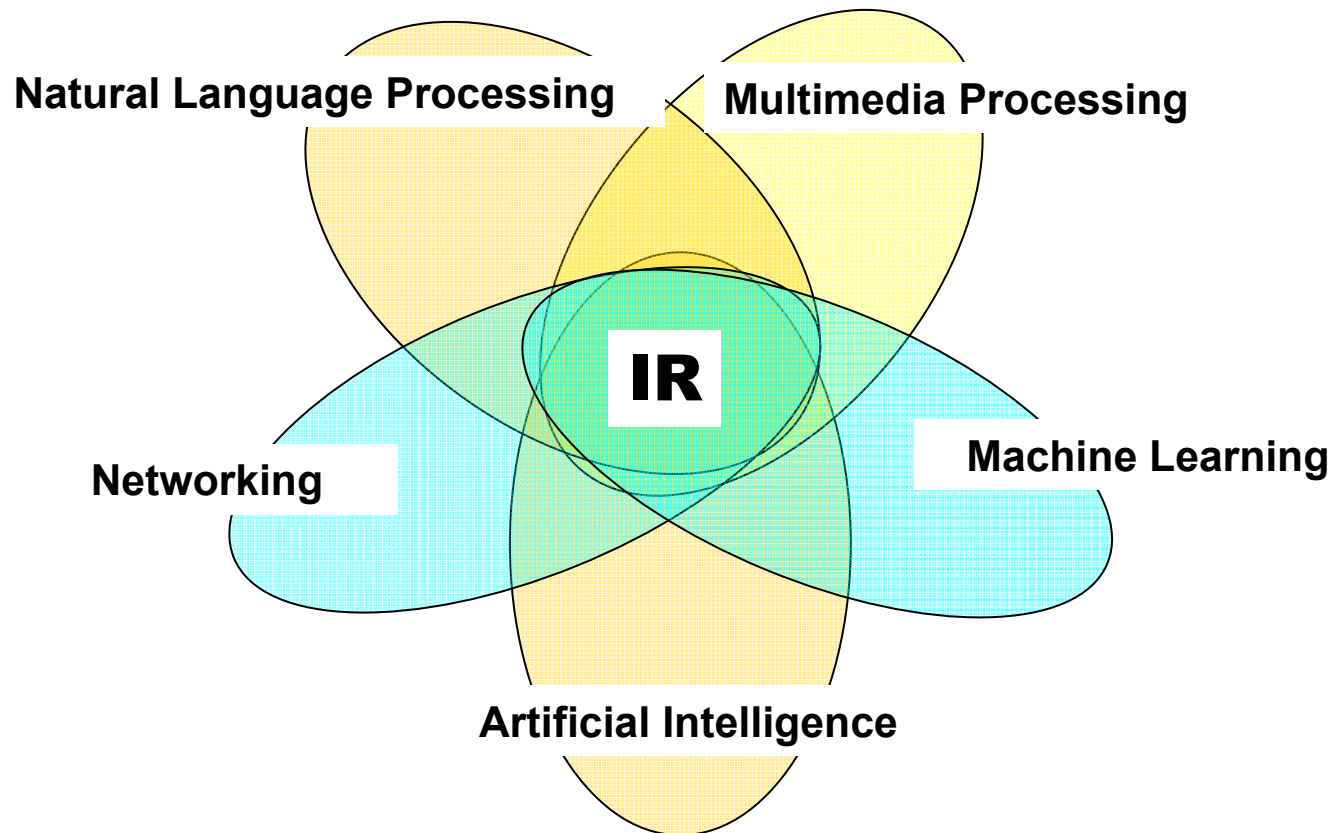 Natural Language Processing
Multimedia Processing
IR
Machine Learning
Networking
Artificial Intelligence